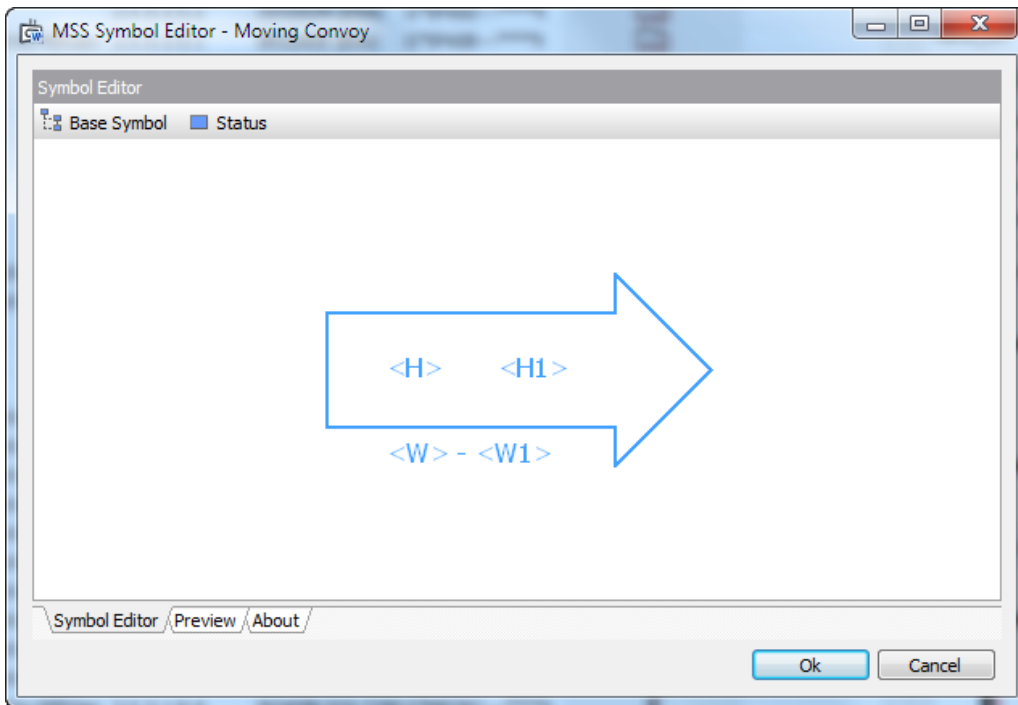 MSS Symbol Editor - Moving Convoy
Symbol Editor
Base Symbol Status
<H> <H1>
<W> - <W1>
Symbol Editor Preview About
Ok Cancel